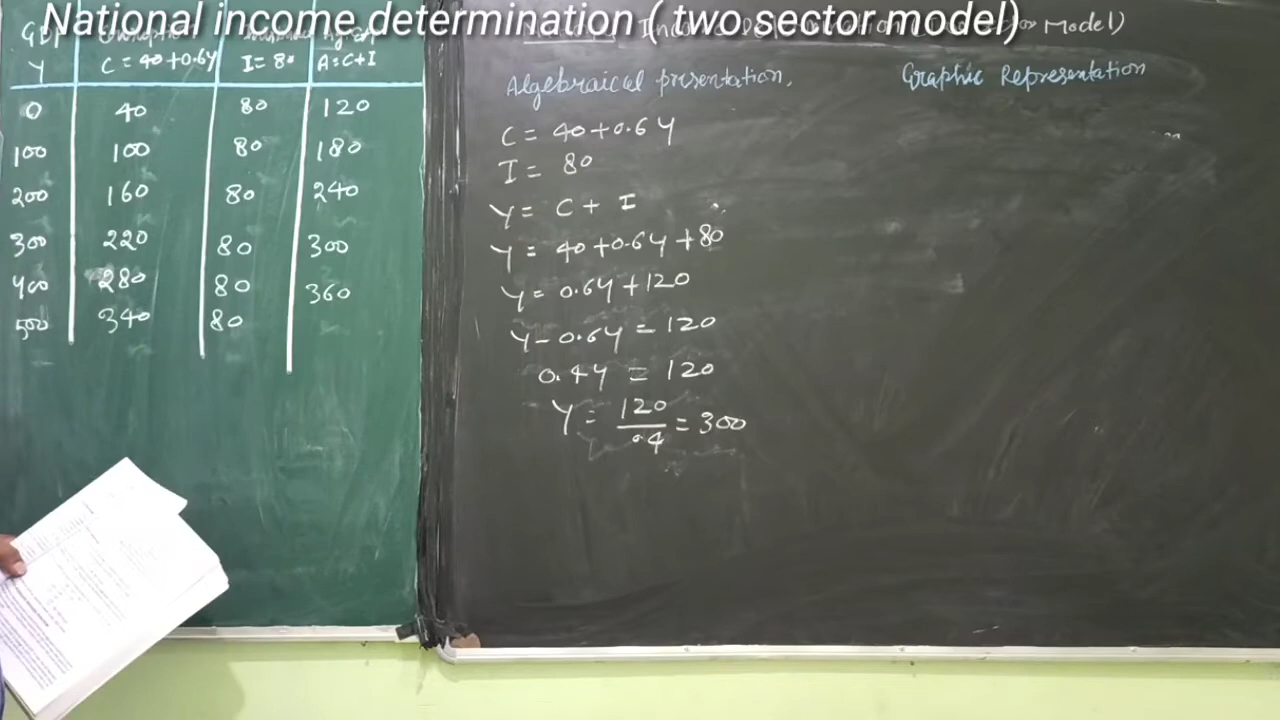 National income determination ( two sector model)
Model)
GDP
Y C = 40+0.6Y I = 80 A = C+I
0 40 80 120
100 100 80 180
200 160 80 240
300 220 80 300
400 280 80 360
500 340 80
Algebraical presentation,
C = 40+0.6Y
I = 80
Y = C + I
Y = 40+0.6Y+80
Y = 0.6Y+120
Y - 0.6Y = 120
0.4Y = 120
Y = 120/.4 = 300
Graphic Representation